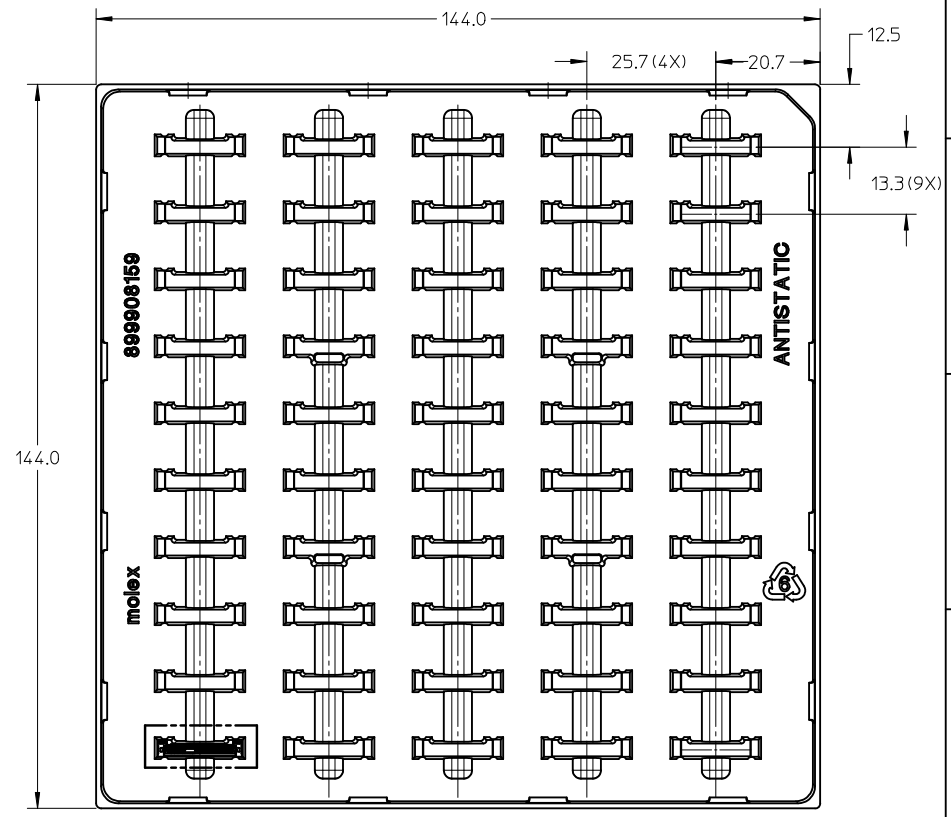 144.0
12.5
25.7 (4X)
20.7
13.3 (9X)
899908159
ANTISTATIC
144.0
molex
6